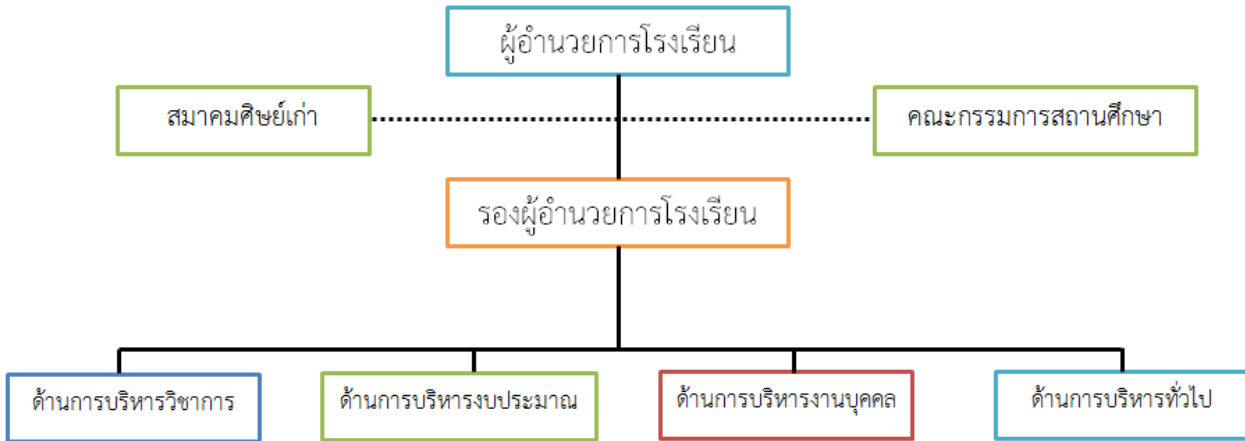 ผู้อำนวยการโรงเรียน
สมาคมศิษย์เก่า
คณะกรรมการสถานศึกษา
รองผู้อำนวยการโรงเรียน
ด้านการบริหารวิชาการ
ด้านการบริหารงบประมาณ
ด้านการบริหารงานบุคคล
ด้านการบริหารทั่วไป